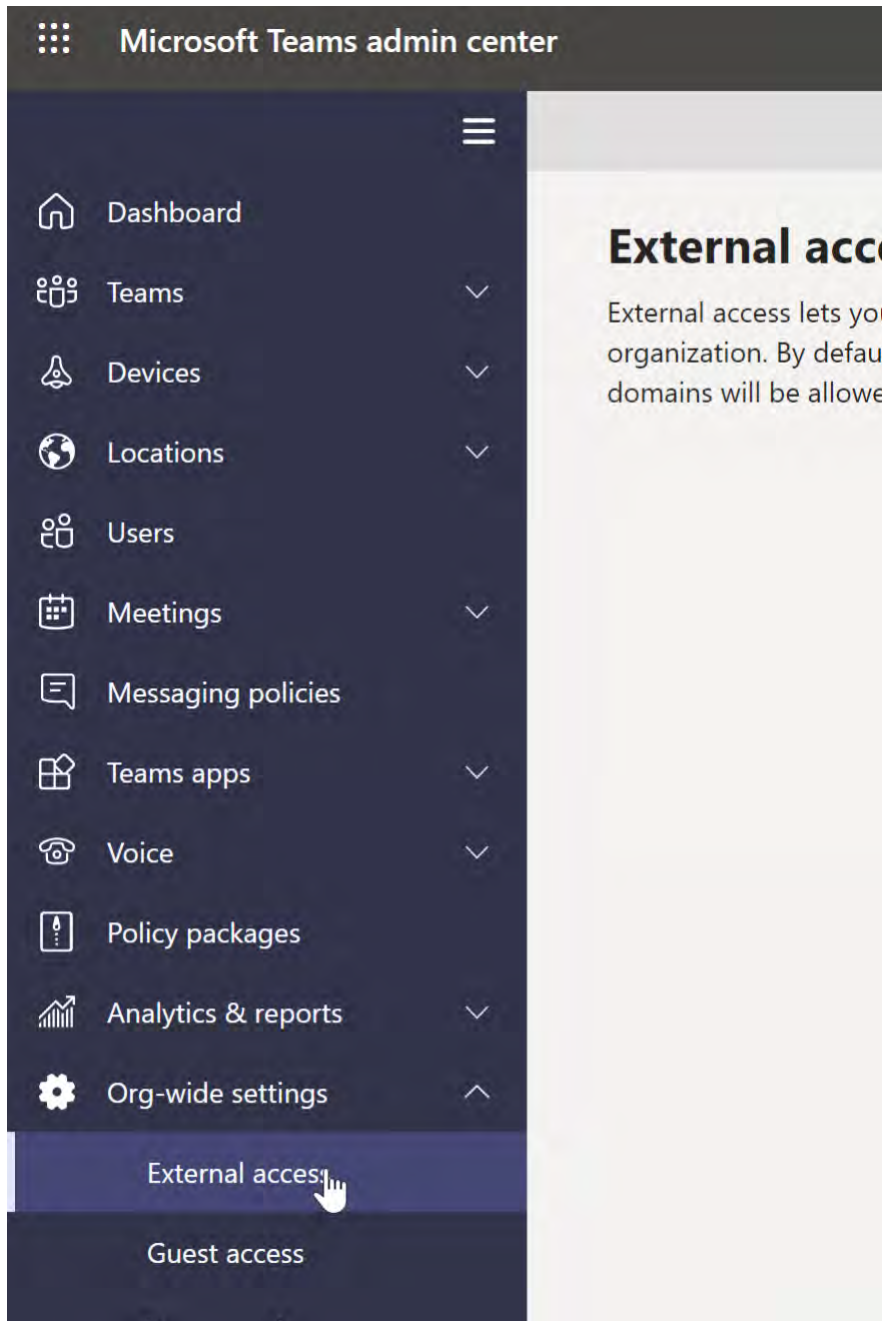 Microsoft Teams admin center
Dashboard
Teams
Devices
Locations
Users
Meetings
Messaging policies
Teams apps
Voice
Policy packages
Analytics & reports
Org-wide settings
External access
Guest access
External acc
External access lets you
organization. By defau
domains will be allowe